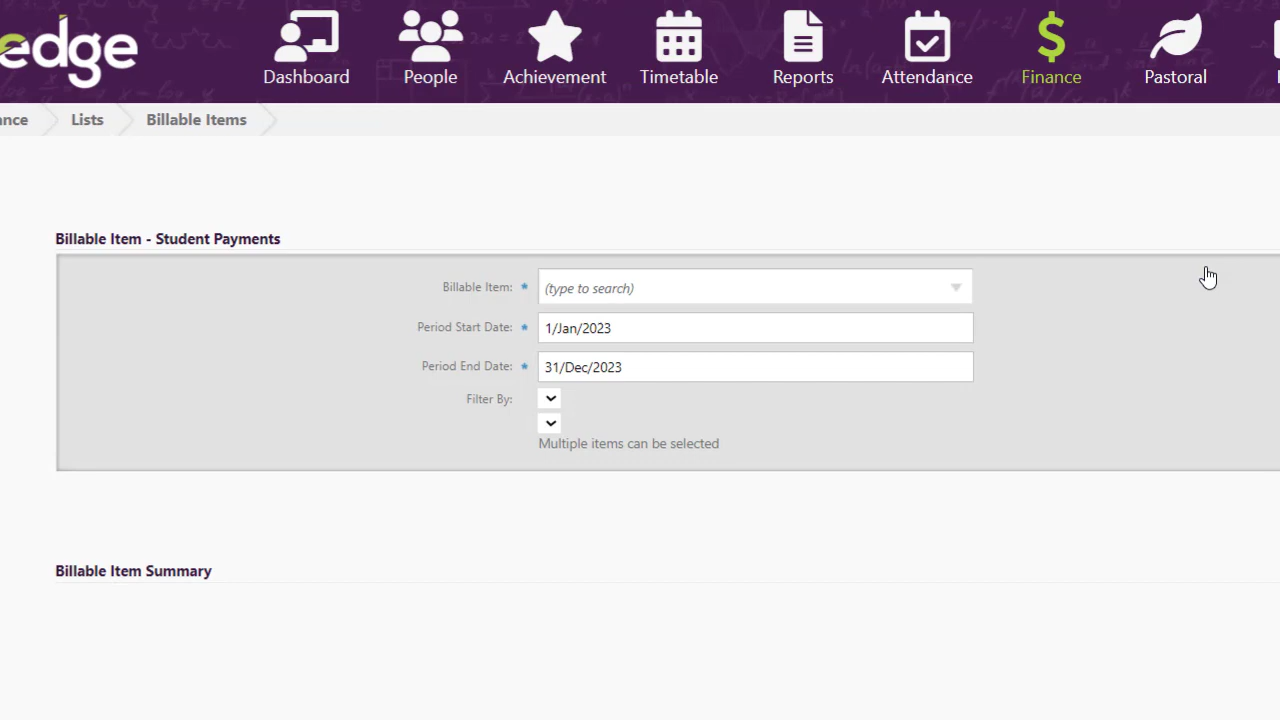 edge
Dashboard
People
Achievement
Timetable
Reports
Attendance
Finance
Pastoral
nce
Lists
Billable Items
Billable Item - Student Payments
Billable Item: *
(type to search)
Period Start Date: *
1/Jan/2023
Period End Date: *
31/Dec/2023
Filter By:
Multiple items can be selected
Billable Item Summary